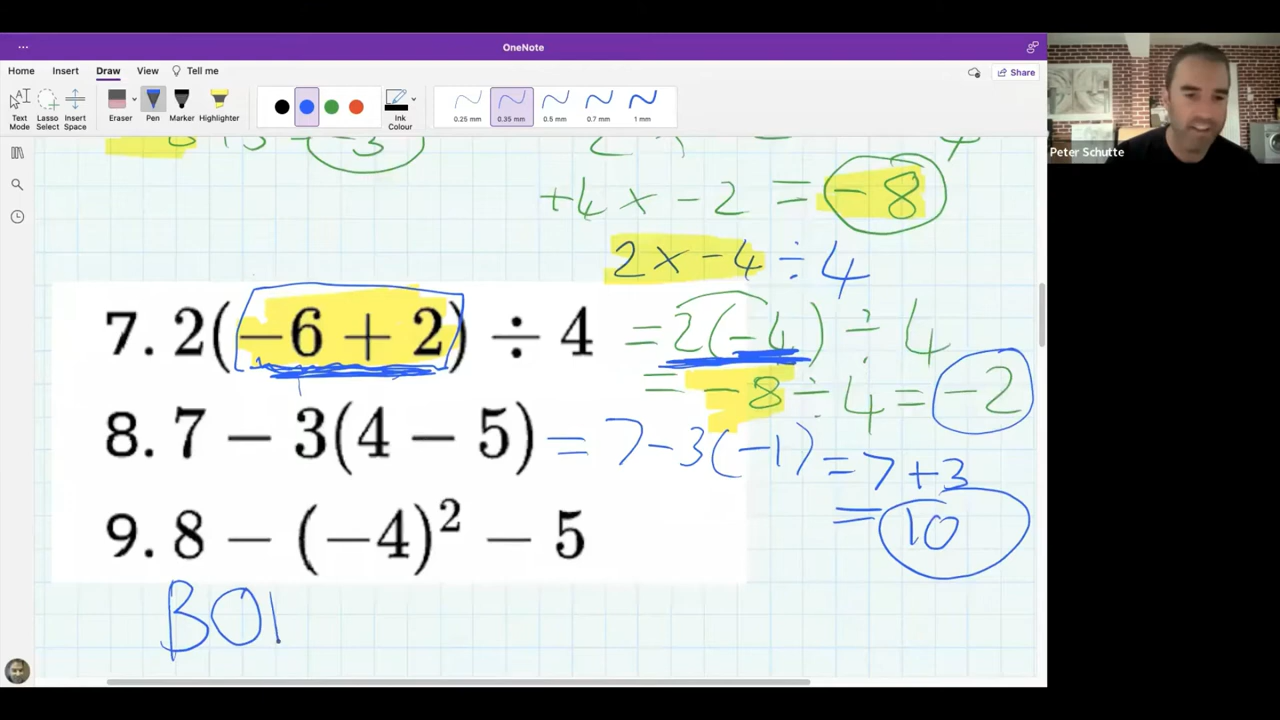 OneNote
Home Insert Draw View Tell me
Share
Text Mode
Lasso Select
Insert Space
Eraser
Pen
Marker
Highlighter
Ink Colour
0.25 mm 0.35 mm 0.5 mm 0.7 mm 1 mm
Peter Schutte
+4 x -2 = -8
2 x -4 ÷ 4
7. 2(-6 + 2) ÷ 4 = 2(-4) ÷ 4
= -8 ÷ 4 = -2
8. 7 - 3(4 - 5) = 7 - 3(-1) = 7 + 3
= 10
9. 8 - (-4)² - 5
BOI